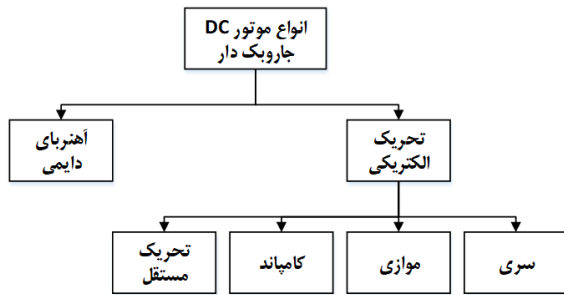 انواع موتور DC
جاروبک دار
تحریک
الکتریکی
آهنربای
دایمی
سری
موازی
کامپاند
تحریک
مستقل